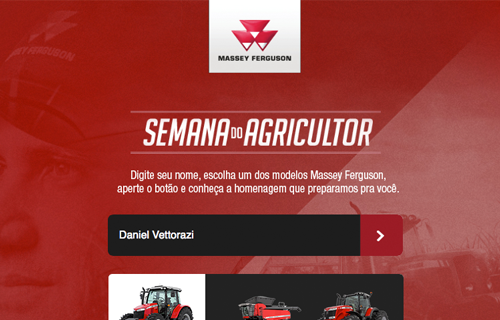 MASSEY FERGUSON
SEMANA DO AGRICULTOR
Digite seu nome, escolha um dos modelos Massey Ferguson,
aperte o botão e conheça a homenagem que preparamos pra você.
Daniel Vettorazi